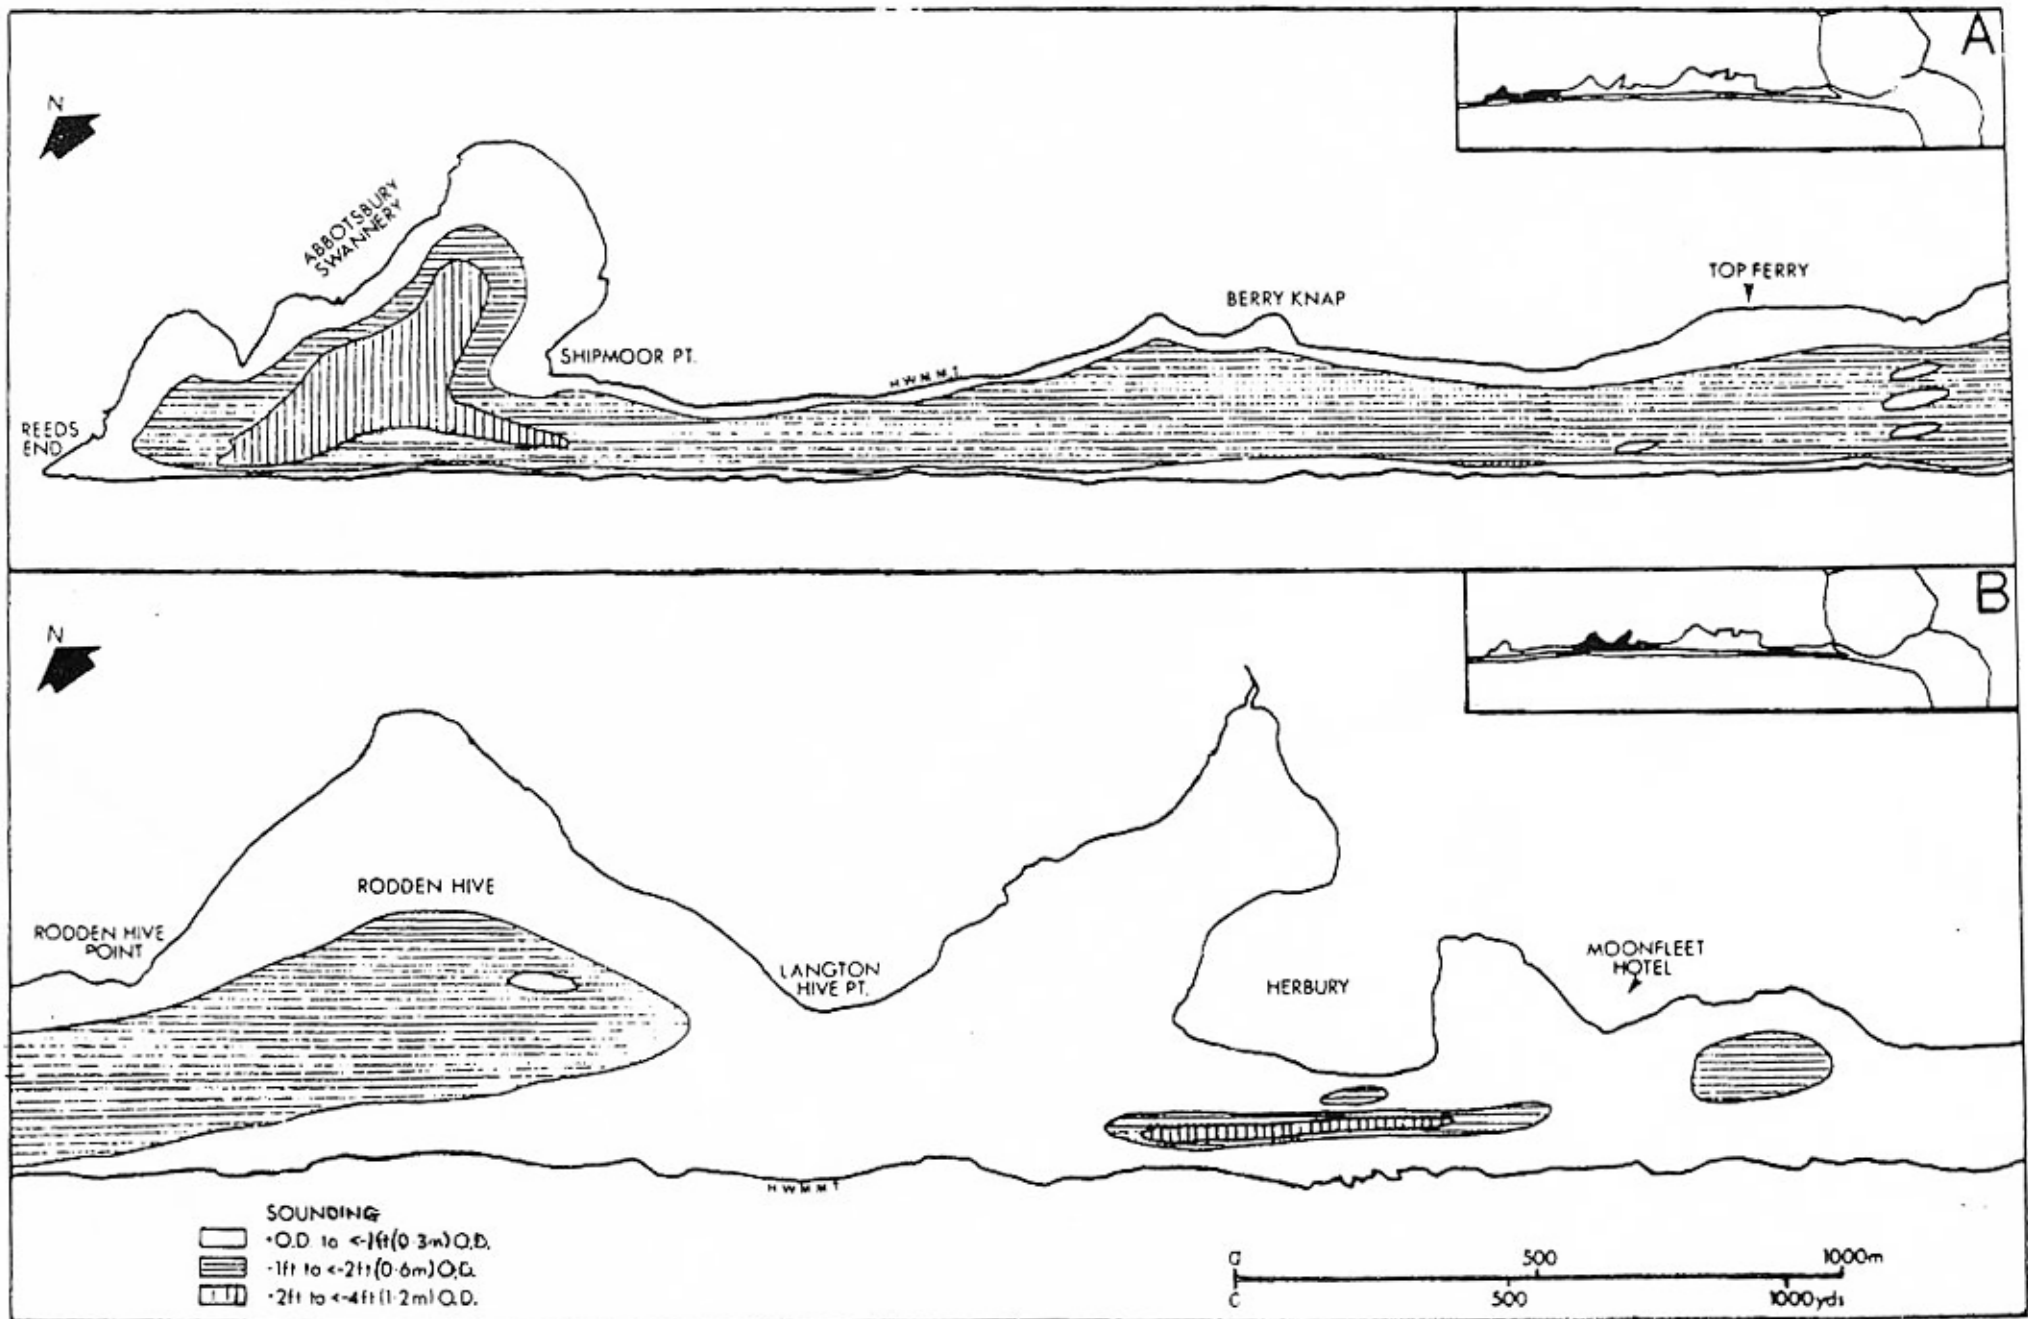 A
N
ABBOTSBURY
SWANNERY
TOP FERRY
BERRY KNAP
SHIPMOOR PT.
H W M M T
REEDS
END
B
N
RODDEN HIVE
RODDEN HIVE
POINT
LANGTON
HIVE PT.
HERBURY
MOONFLEET
HOTEL
H W M M T
SOUNDING
+O.D. to <-1ft(0·3m)O.D.
-1ft to <-2ft(0·6m)O.D.
-2ft to <-4ft(1·2m)O.D.
0 500 1000m
0 500 1000yds